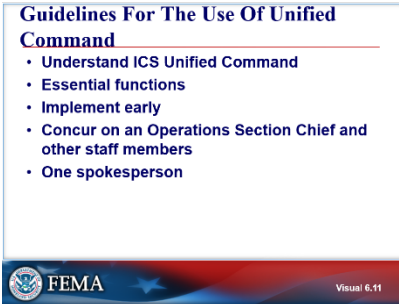 Guidelines For The Use Of Unified
Command
• Understand ICS Unified Command
• Essential functions
• Implement early
• Concur on an Operations Section Chief and
other staff members
• One spokesperson
FEMA
Visual 6.11